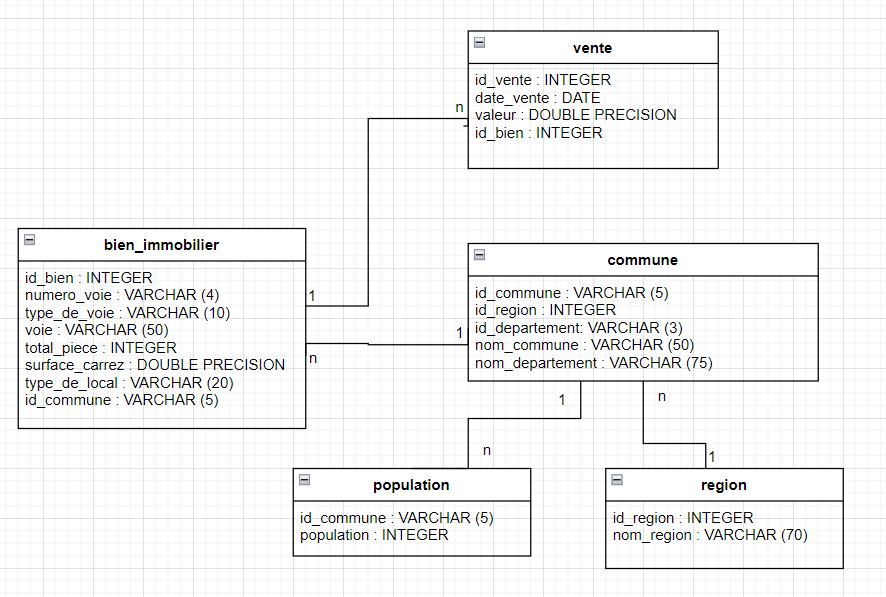 vente
id_vente : INTEGER
date_vente : DATE
valeur : DOUBLE PRECISION
id_bien : INTEGER
n
1
bien_immobilier
id_bien : INTEGER
numero_voie : VARCHAR (4)
type_de_voie : VARCHAR (10)
voie : VARCHAR (50)
total_piece : INTEGER
surface_carrez : DOUBLE PRECISION
type_de_local : VARCHAR (20)
id_commune : VARCHAR (5)
n
1
commune
id_commune : VARCHAR (5)
id_region : INTEGER
id_departement: VARCHAR (3)
nom_commune : VARCHAR (50)
nom_departement : VARCHAR (75)
1
n
n
1
population
id_commune : VARCHAR (5)
population : INTEGER
region
id_region : INTEGER
nom_region : VARCHAR (70)